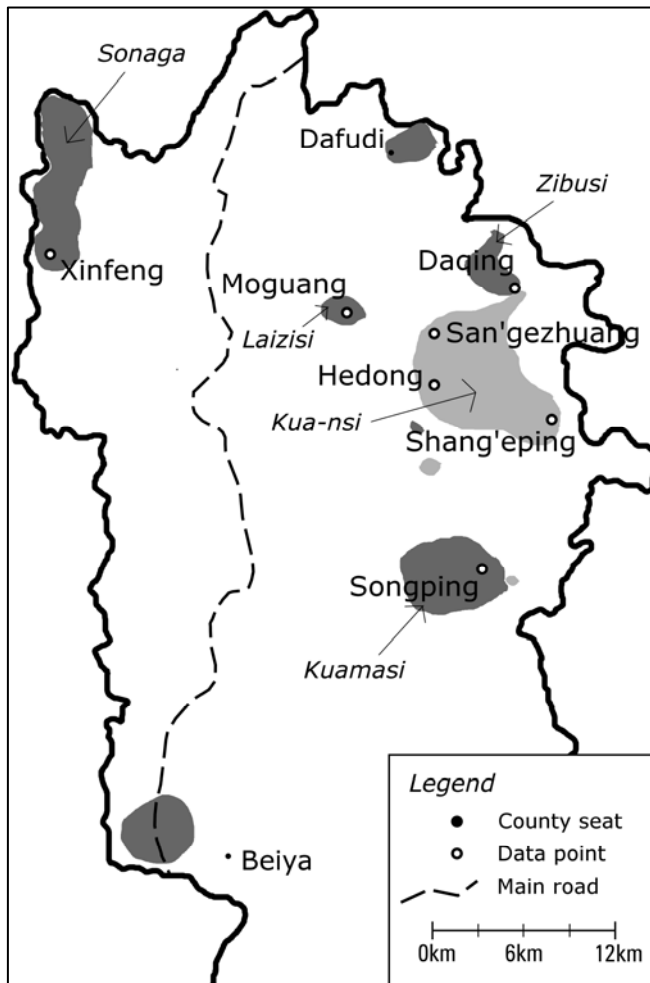 Sonaga
Dafudi
Zibusi
Xinfeng
Daqing
Moguang
San'gezhuang
Laizisi
Hedong
Kua-nsi
Shang'eping
Songping
Kuamasi
Beiya
Legend
County seat
Data point
Main road
0km 6km 12km